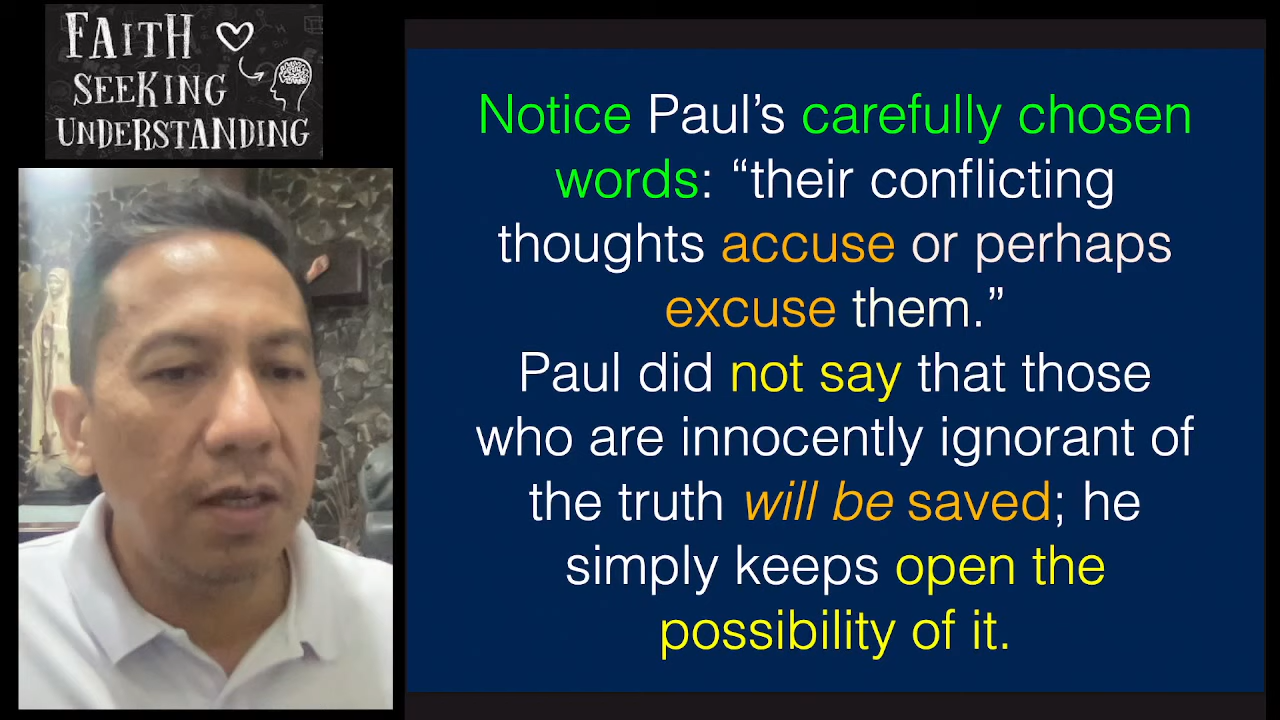 FAITH
SEEKING
UNDERSTANDING
Notice Paul’s carefully chosen
words: “their conflicting
thoughts accuse or perhaps
excuse them.”
Paul did not say that those
who are innocently ignorant of
the truth will be saved; he
simply keeps open the
possibility of it.